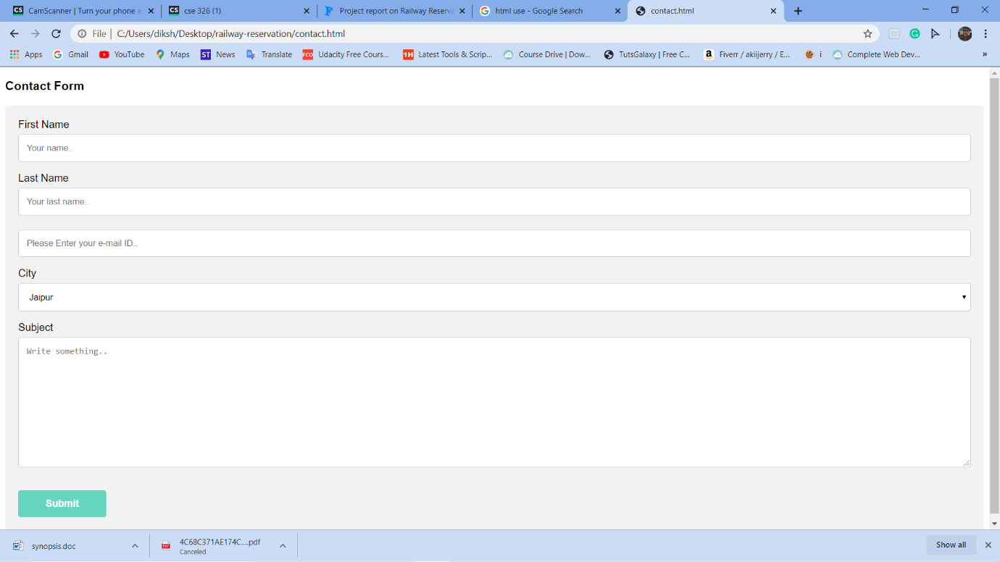 CamScanner | Turn your phone a
cse 326 (1)
Project report on Railway Reserva
html use - Google Search
contact.html
File | C:/Users/diksh/Desktop/railway-reservation/contact.html
Apps
Gmail
YouTube
Maps
ST News
Translate
FCO Udacity Free Cours...
1H Latest Tools & Scrip...
Course Drive | Dow...
TutsGalaxy | Free C...
Fiverr / akiijerry / E...
i
Complete Web Dev...
»
Contact Form
First Name
Your name..
Last Name
Your last name..
Please Enter your e-mail ID..
City
Jaipur
Subject
Write something..
Submit
synopsis.doc
4C68C371AE174C....pdf
Canceled
Show all